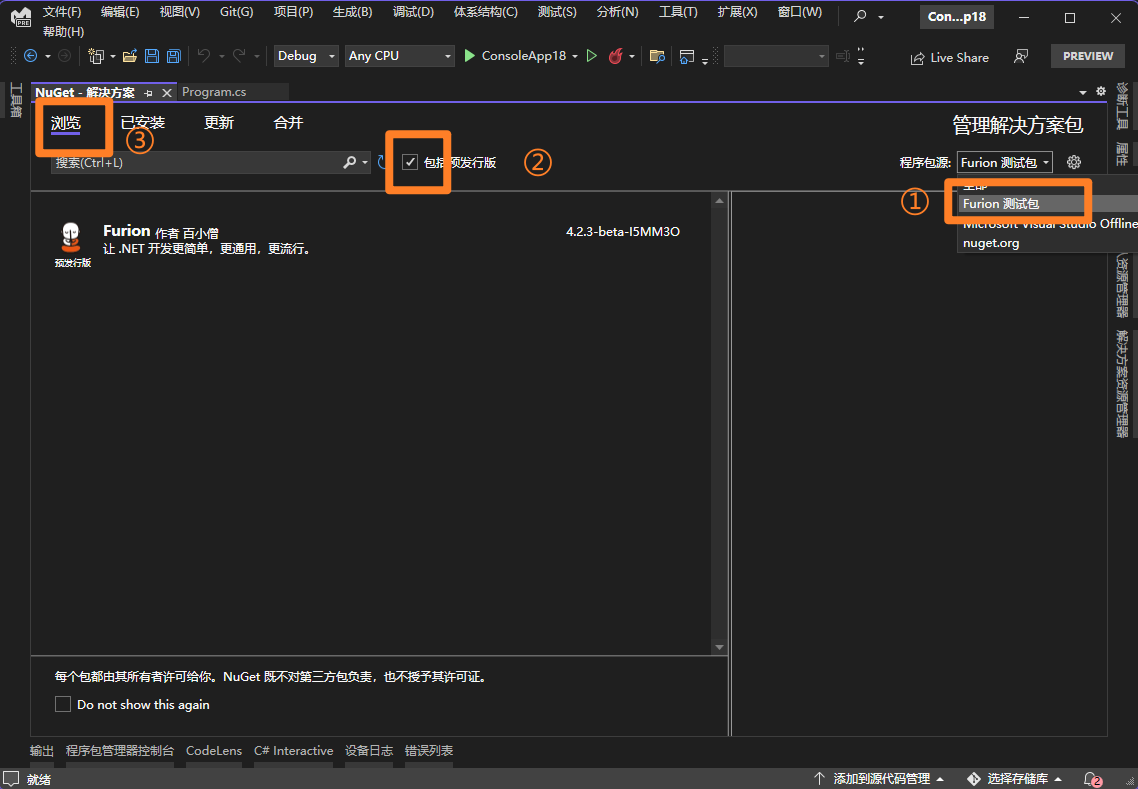 文件(F) 编辑(E) 视图(V) Git(G) 项目(P) 生成(B) 调试(D) 体系结构(C) 测试(S) 分析(N) 工具(T) 扩展(X) 窗口(W)
帮助(H)
Con...p18
PRE
Debug Any CPU ConsoleApp18 Live Share PREVIEW
工具箱
NuGet - 解决方案 Program.cs
浏览 已安装 更新 合并
③
管理解决方案包
搜索(Ctrl+L)
包括预发行版 ②
程序包源: Furion 测试包
① 全部
Furion 测试包
Microsoft Visual Studio Offline
nuget.org
Furion 作者 百小僧 4.2.3-beta-I5MM3O
让 .NET 开发更简单，更通用，更流行。
预发行版
诊断工具
属性
资源管理器
解决方案资源管理器
每个包都由其所有者许可给你。NuGet 既不对第三方包负责，也不授予其许可证。
Do not show this again
输出 程序包管理器控制台 CodeLens C# Interactive 设备日志 错误列表
就绪 添加到源代码管理 选择存储库 2